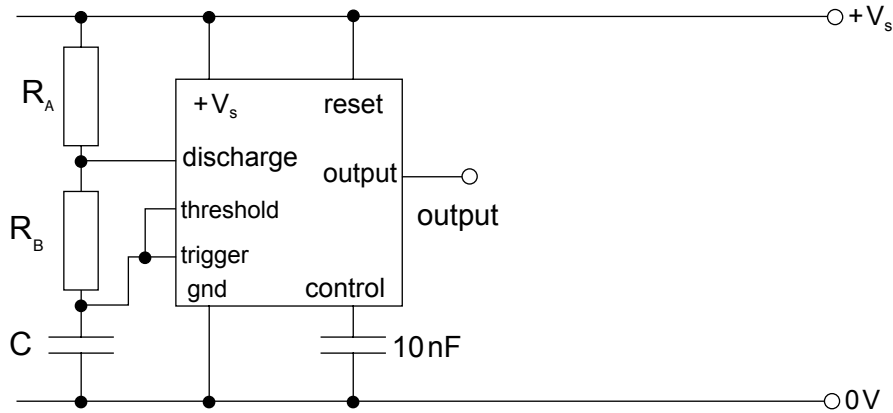 +Vs
RA
+Vs
reset
discharge
output
threshold
output
RB
trigger
gnd
control
C
10nF
0V